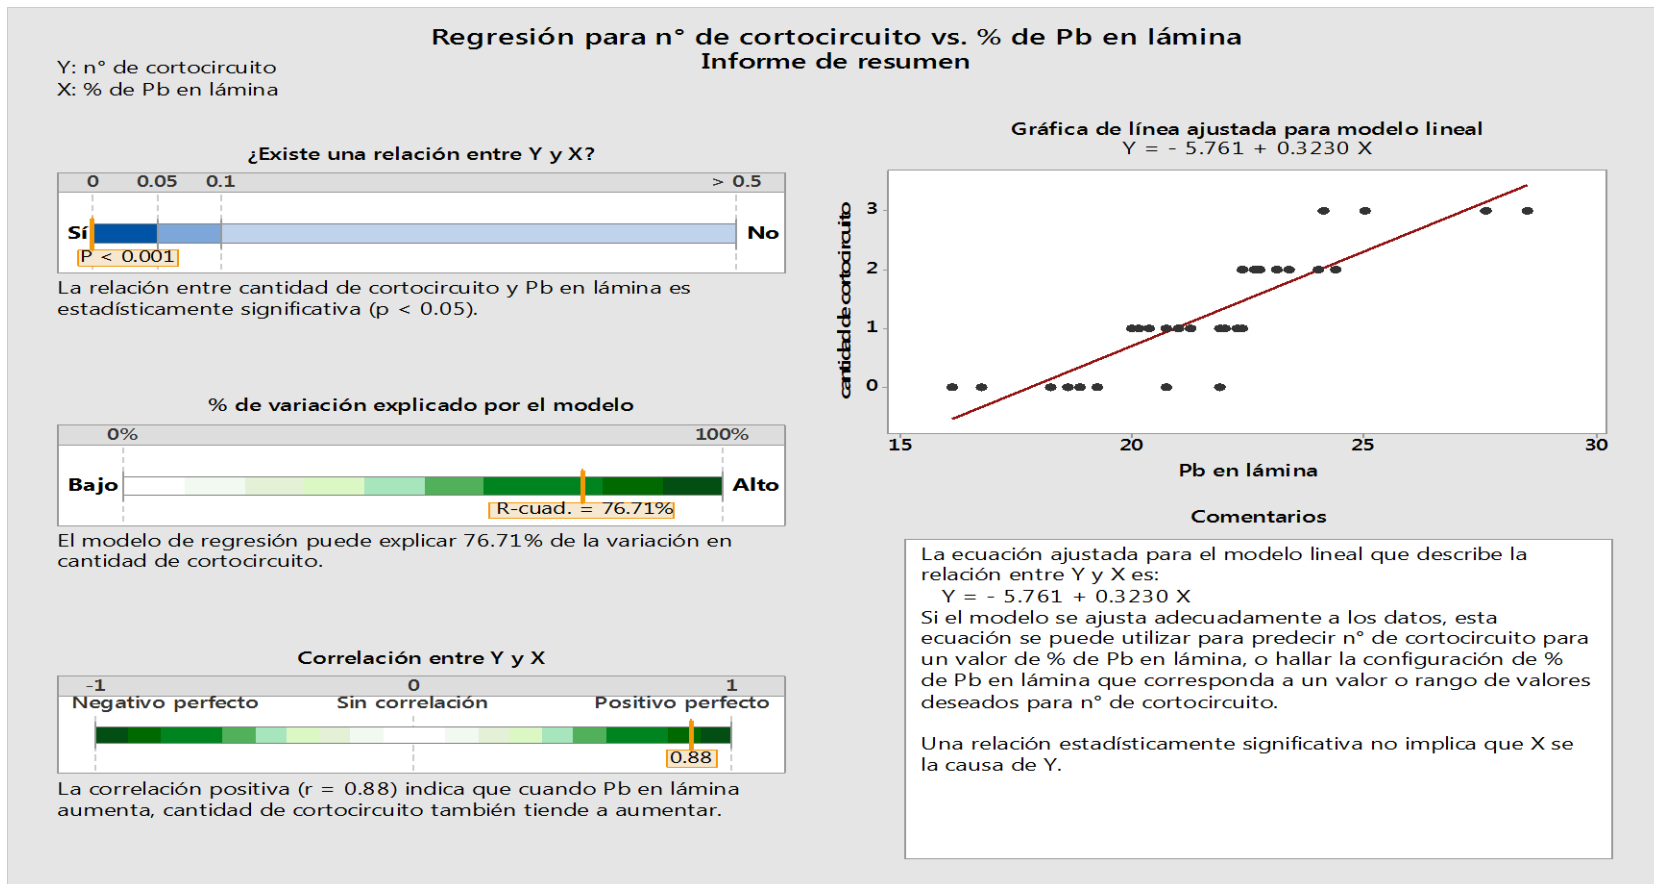 Regresión para n° de cortocircuito vs. % de Pb en lámina
Informe de resumen
Y: n° de cortocircuito
X: % de Pb en lámina
¿Existe una relación entre Y y X?
0 0.05 0.1 > 0.5
Sí No
P < 0.001
La relación entre cantidad de cortocircuito y Pb en lámina es
estadísticamente significativa (p < 0.05).
% de variación explicado por el modelo
0% 100%
Bajo Alto
R-cuad. = 76.71%
El modelo de regresión puede explicar 76.71% de la variación en
cantidad de cortocircuito.
Correlación entre Y y X
-1 0 1
Negativo perfecto Sin correlación Positivo perfecto
0.88
La correlación positiva (r = 0.88) indica que cuando Pb en lámina
aumenta, cantidad de cortocircuito también tiende a aumentar.
Gráfica de línea ajustada para modelo lineal
Y = - 5.761 + 0.3230 X
cantidad de cortocircuito
3
2
1
0
15 20 25 30
Pb en lámina
Comentarios
La ecuación ajustada para el modelo lineal que describe la
relación entre Y y X es:
Y = - 5.761 + 0.3230 X
Si el modelo se ajusta adecuadamente a los datos, esta
ecuación se puede utilizar para predecir n° de cortocircuito para
un valor de % de Pb en lámina, o hallar la configuración de %
de Pb en lámina que corresponda a un valor o rango de valores
deseados para n° de cortocircuito.
Una relación estadísticamente significativa no implica que X se
la causa de Y.